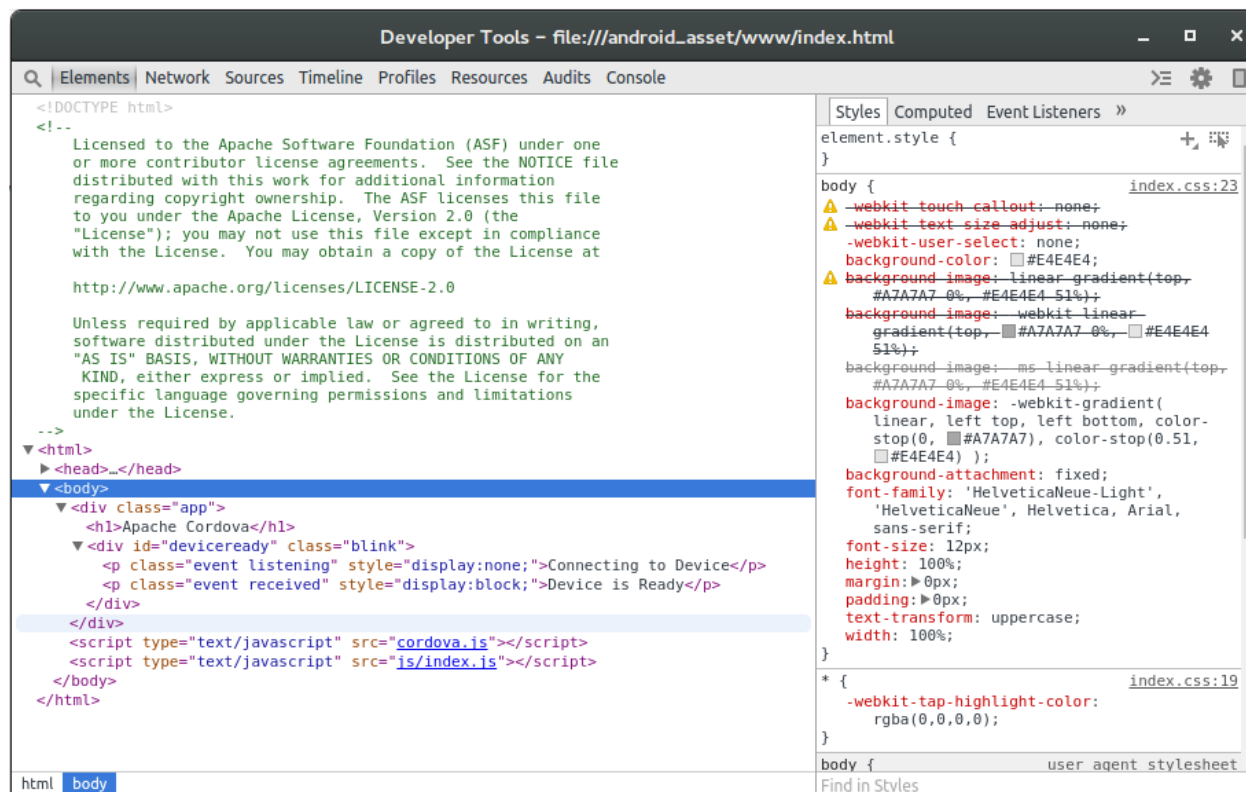 Developer Tools – file:///android_asset/www/index.html
Elements Network Sources Timeline Profiles Resources Audits Console
<!DOCTYPE html>
<!--
Licensed to the Apache Software Foundation (ASF) under one
or more contributor license agreements.  See the NOTICE file
distributed with this work for additional information
regarding copyright ownership.  The ASF licenses this file
to you under the Apache License, Version 2.0 (the
"License"); you may not use this file except in compliance
with the License.  You may obtain a copy of the License at
http://www.apache.org/licenses/LICENSE-2.0
Unless required by applicable law or agreed to in writing,
software distributed under the License is distributed on an
"AS IS" BASIS, WITHOUT WARRANTIES OR CONDITIONS OF ANY
KIND, either express or implied.  See the License for the
specific language governing permissions and limitations
under the License.
-->
<html>
<head>…</head>
<body>
<div class="app">
<h1>Apache Cordova</h1>
<div id="deviceready" class="blink">
<p class="event listening" style="display:none;">Connecting to Device</p>
<p class="event received" style="display:block;">Device is Ready</p>
</div>
</div>
<script type="text/javascript" src="cordova.js"></script>
<script type="text/javascript" src="js/index.js"></script>
</body>
</html>
html body
Styles Computed Event Listeners »
element.style {
}
body { index.css:23
-webkit-touch-callout: none;
-webkit-text-size-adjust: none;
-webkit-user-select: none;
background-color: #E4E4E4;
background-image: linear-gradient(top,
#A7A7A7 0%, #E4E4E4 51%);
background-image: -webkit-linear-
gradient(top, #A7A7A7 0%, #E4E4E4
51%);
background-image: -ms-linear-gradient(top,
#A7A7A7 0%, #E4E4E4 51%);
background-image: -webkit-gradient(
linear, left top, left bottom, color-
stop(0, #A7A7A7), color-stop(0.51,
#E4E4E4) );
background-attachment: fixed;
font-family: 'HelveticaNeue-Light',
'HelveticaNeue', Helvetica, Arial,
sans-serif;
font-size: 12px;
height: 100%;
margin: 0px;
padding: 0px;
text-transform: uppercase;
width: 100%;
}
* { index.css:19
-webkit-tap-highlight-color:
rgba(0,0,0,0);
}
body { user agent stylesheet
Find in Styles